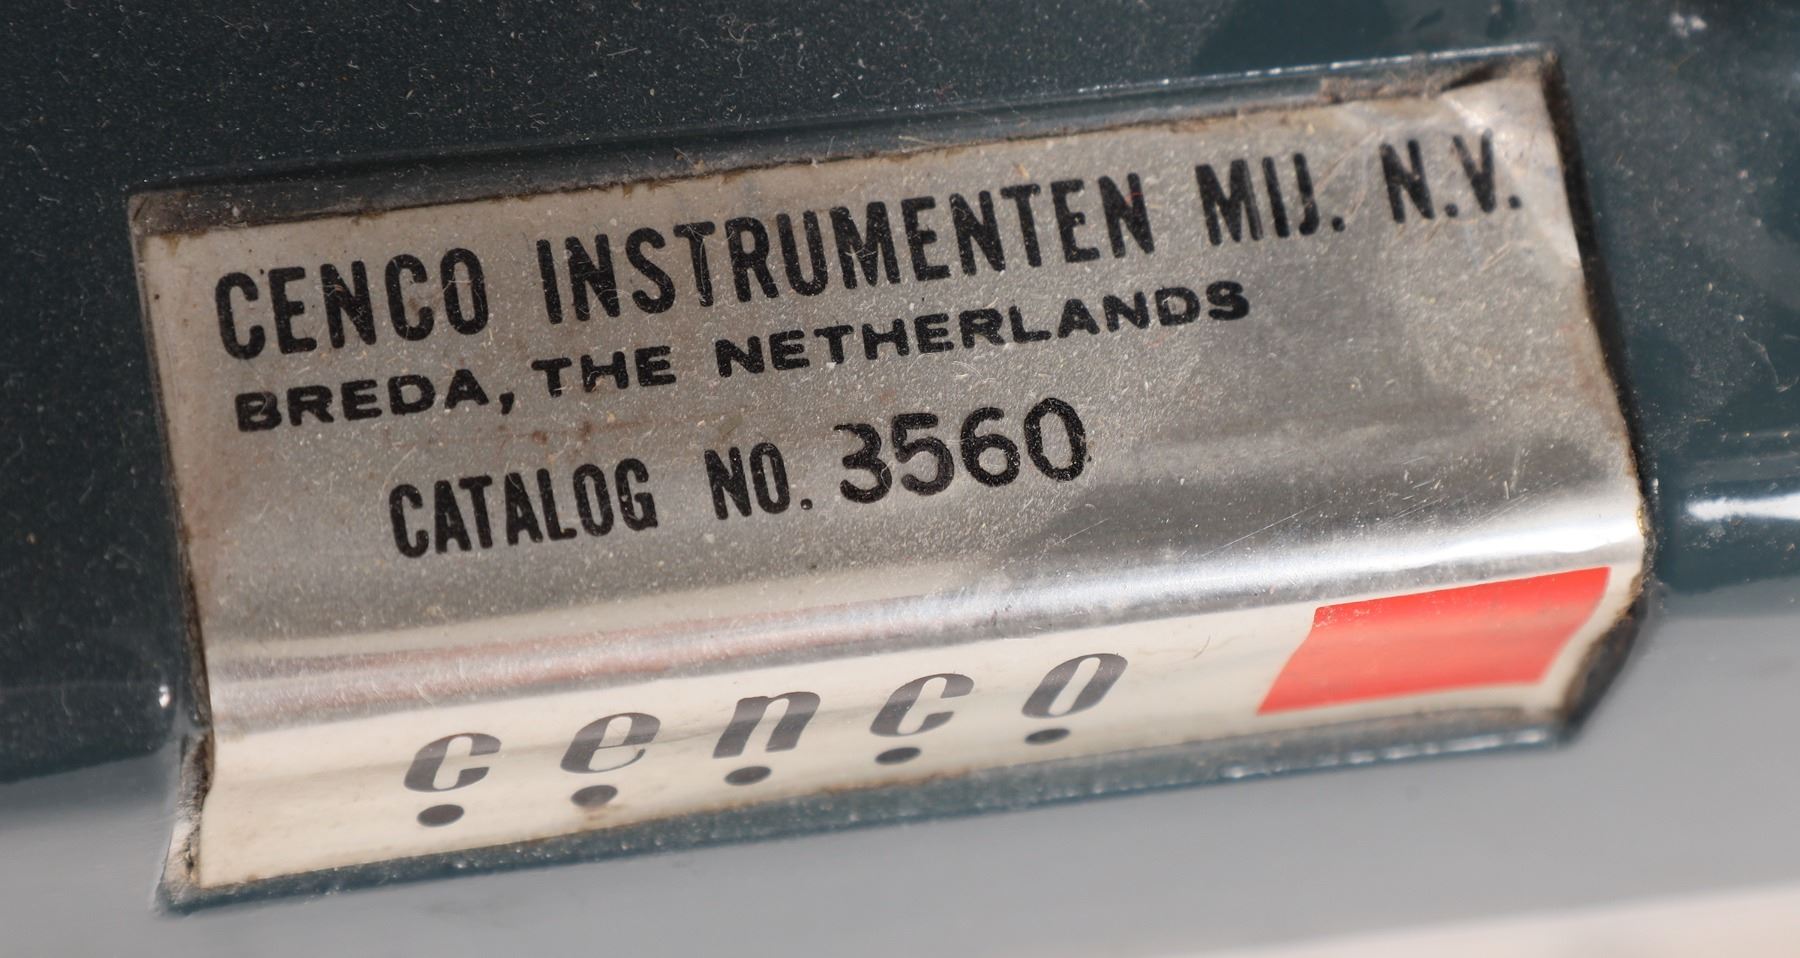 CENCO INSTRUMENTEN MIJ. N.V.
BREDA, THE NETHERLANDS
CATALOG NO. 3560
cenco